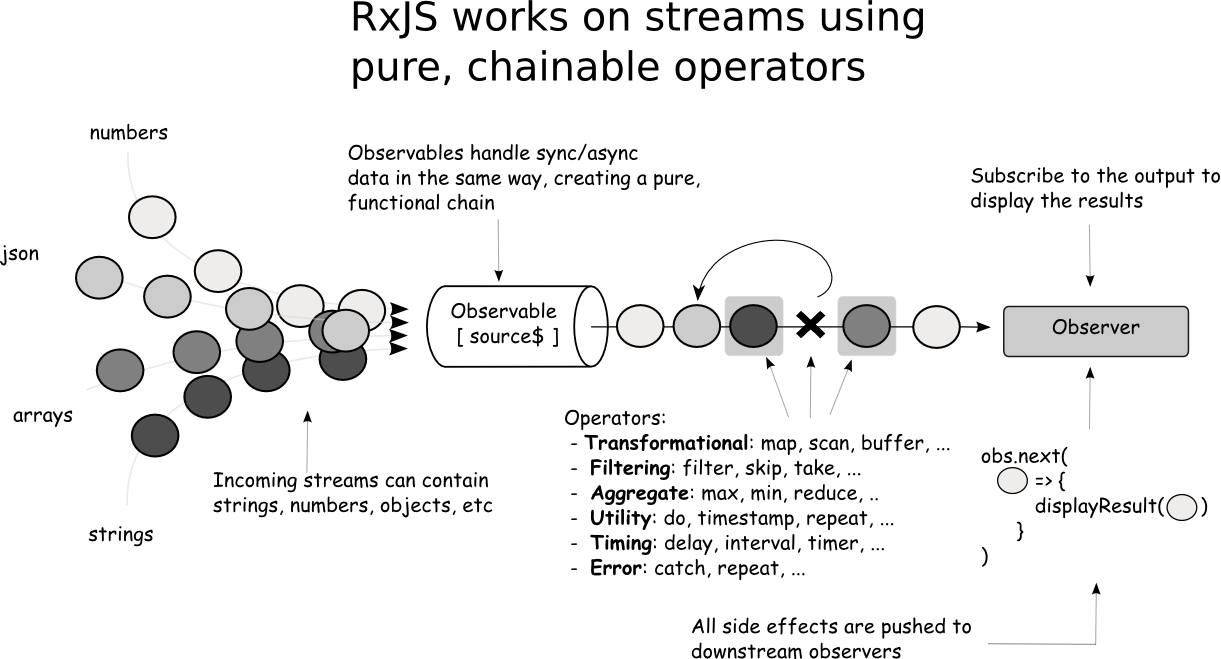 RxJS works on streams using
pure, chainable operators
numbers
json
arrays
strings
Observables handle sync/async
data in the same way, creating a pure,
functional chain
Subscribe to the output to
display the results
Observable
[ source$ ]
Observer
Incoming streams can contain
strings, numbers, objects, etc
Operators:
- Transformational: map, scan, buffer, ...
- Filtering: filter, skip, take, ...
- Aggregate: max, min, reduce, ..
- Utility: do, timestamp, repeat, ...
- Timing: delay, interval, timer, ...
- Error: catch, repeat, ...
obs.next(
=> {
displayResult( )
}
)
All side effects are pushed to
downstream observers